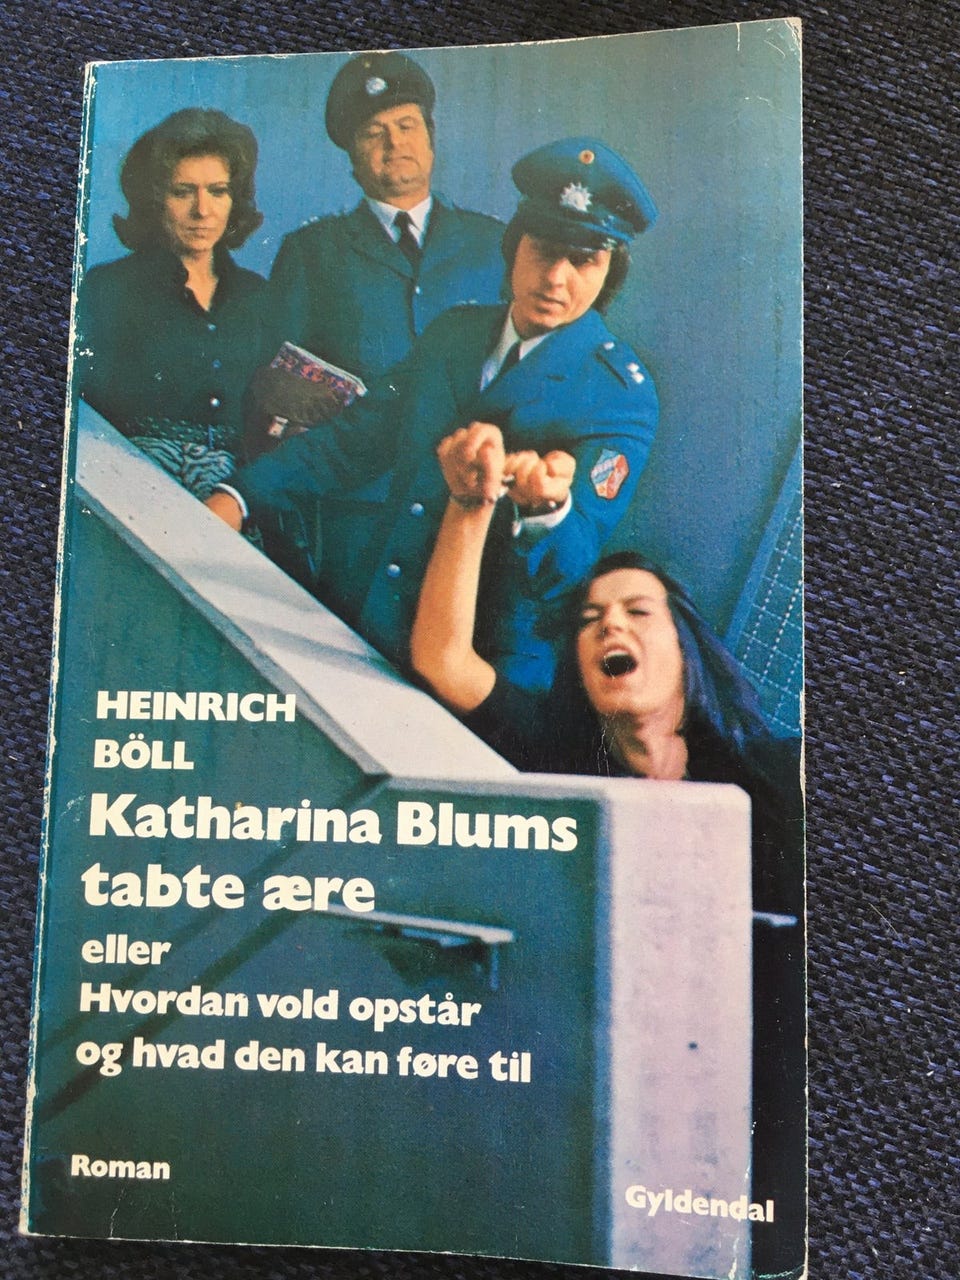 HEINRICH
BÖLL
Katharina Blums
tabte ære
eller
Hvordan vold opstår
og hvad den kan føre til
Roman
Gyldendal